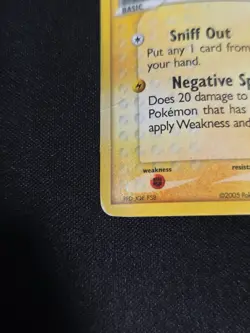 BASIC
Sniff Out
Put any 1 card from
your hand.
Negative Sp
Does 20 damage to
Pokémon that has
apply Weakness and
weakness
resist
©2005 Pok